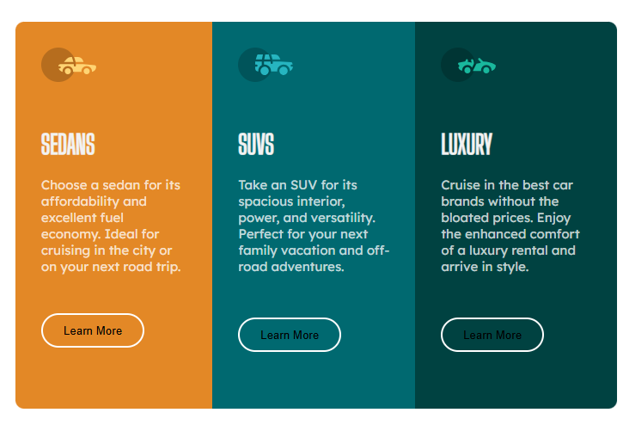 SEDANS
Choose a sedan for its
affordability and
excellent fuel
economy. Ideal for
cruising in the city or
on your next road trip.
Learn More
SUVS
Take an SUV for its
spacious interior,
power, and versatility.
Perfect for your next
family vacation and off-
road adventures.
Learn More
LUXURY
Cruise in the best car
brands without the
bloated prices. Enjoy
the enhanced comfort
of a luxury rental and
arrive in style.
Learn More